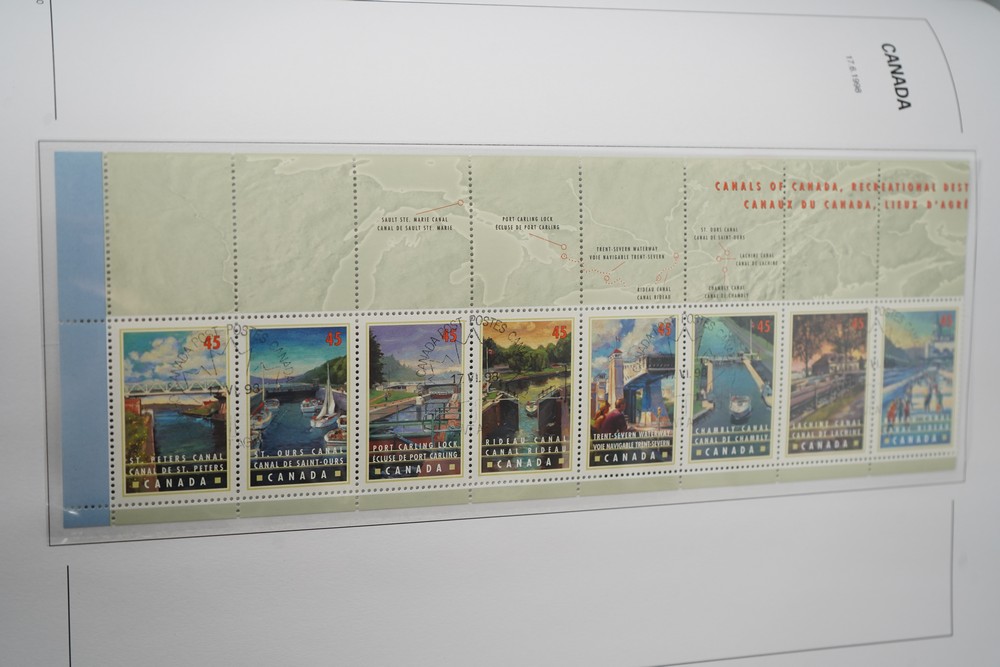 CANADA
17.6.1998
CANALS OF CANADA, RECREATIONAL DEST
CANAUX DU CANADA, LIEUX D'AGRÉ
SAULT STE. MARIE CANAL
CANAL DE SAULT STE. MARIE
PORT CARLING LOCK
ÉCLUSE DE PORT CARLING
TRENT-SEVERN WATERWAY
VOIE NAVIGABLE TRENT-SEVERN
RIDEAU CANAL
CANAL RIDEAU
ST. OURS CANAL
CANAL DE SAINT-OURS
LACHINE CANAL
CANAL DE LACHINE
CHAMBLY CANAL
CANAL DE CHAMBLY
45
ST. PETERS CANAL
CANAL DE ST. PETERS
CANADA
45
ST. OURS CANAL
CANAL DE SAINT-OURS
CANADA
45
PORT CARLING LOCK
ÉCLUSE DE PORT CARLING
CANADA
45
RIDEAU CANAL
CANAL RIDEAU
CANADA
45
TRENT-SEVERN WATERWAY
VOIE NAVIGABLE TRENT-SEVERN
CANADA
45
CHAMBLY CANAL
CANAL DE CHAMBLY
CANADA
45
LACHINE CANAL
CANAL DE LACHINE
CANADA
45
CANADA
CANADA POST
POSTES CANADA